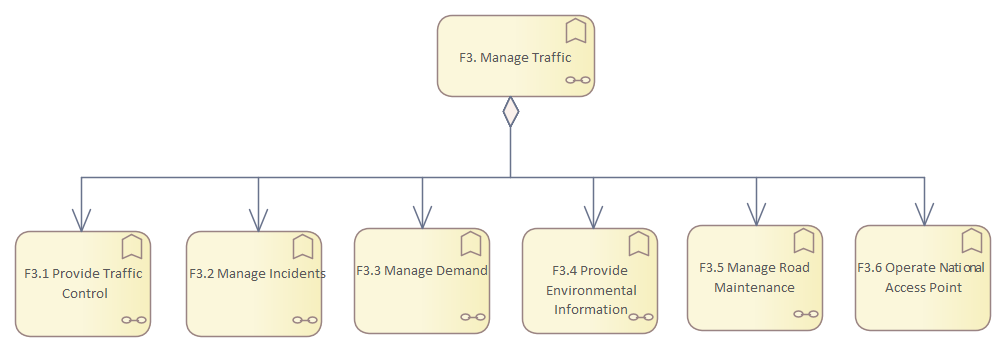 F3. Manage Traffic
F3.1 Provide Traffic
Control
F3.2 Manage Incidents
F3.3 Manage Demand
F3.4 Provide
Environmental
Information
F3.5 Manage Road
Maintenance
F3.6 Operate National
Access Point